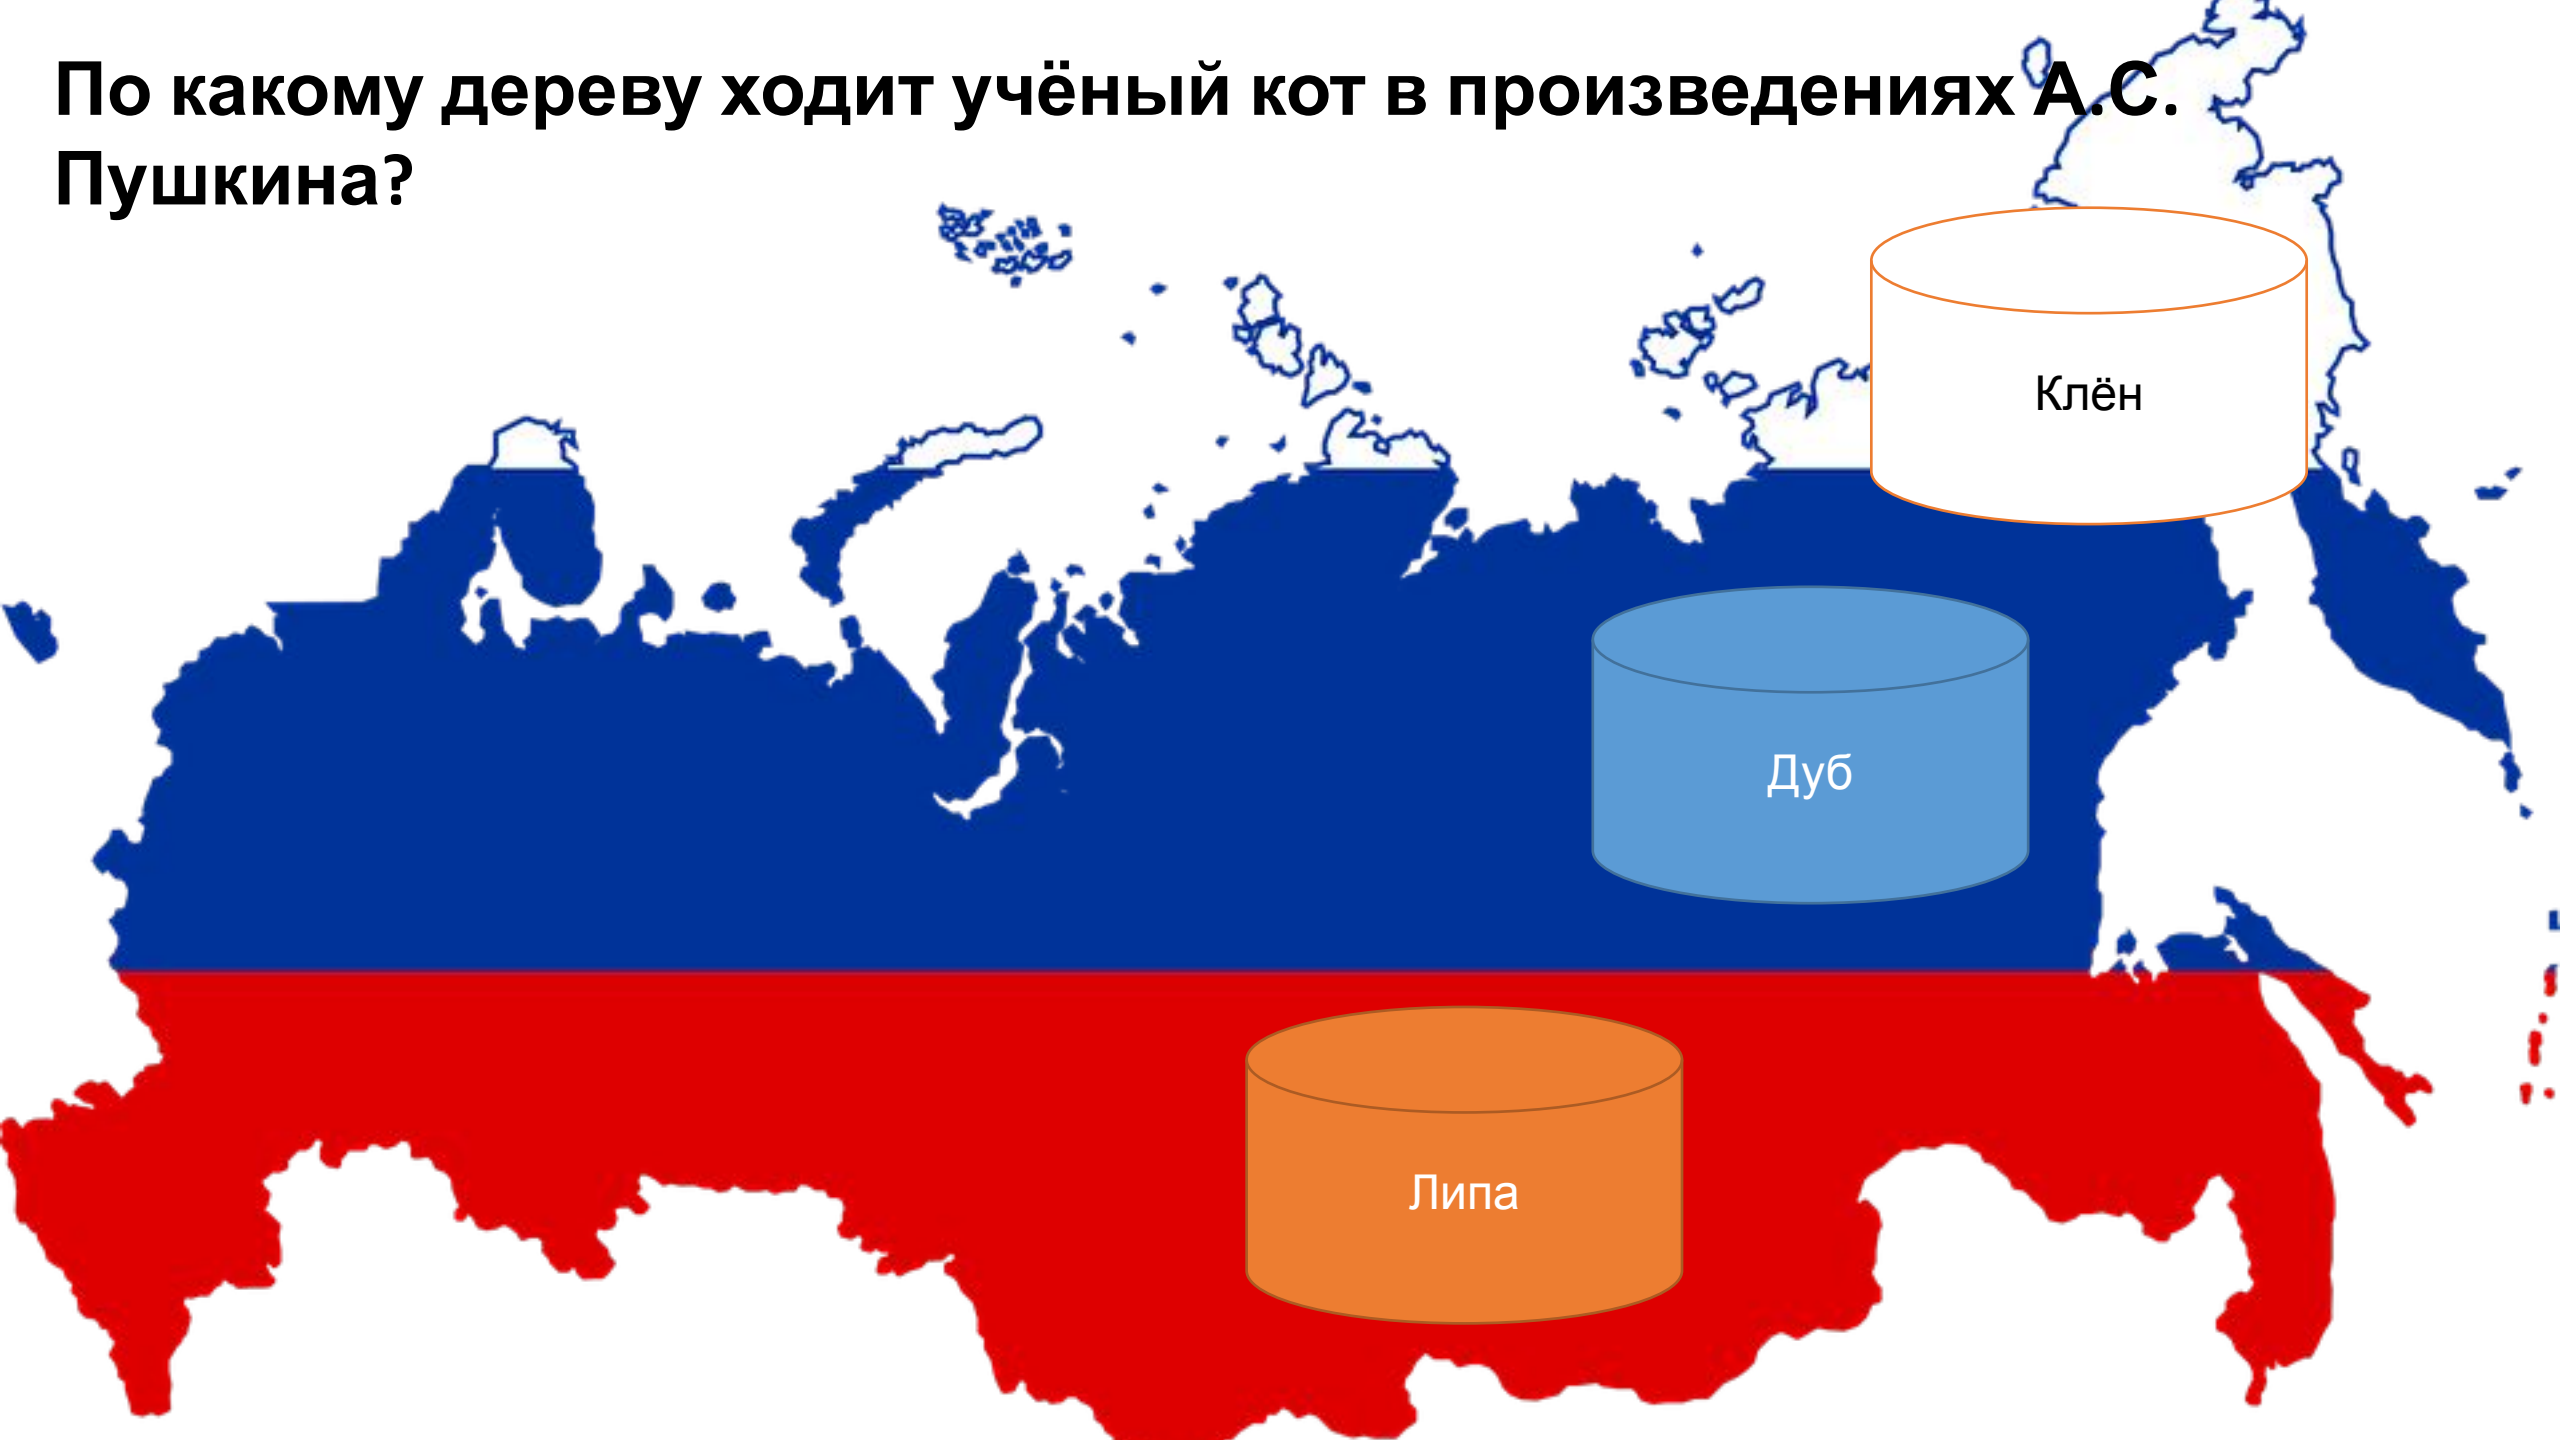 По какому дереву ходит учёный кот в произведениях А.С.
Пушкина?
Клён
Дуб
Липа